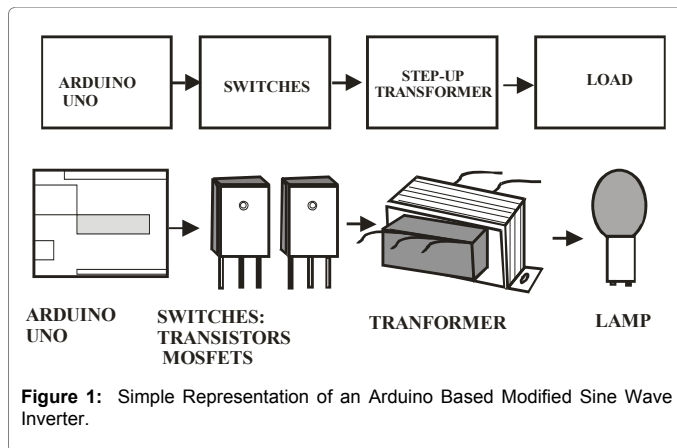 ARDUINO
UNO
SWITCHES
STEP-UP
TRANSFORMER
LOAD
ARDUINO
UNO
SWITCHES:
TRANSISTORS
MOSFETS
TRANFORMER
LAMP
Figure 1: Simple Representation of an Arduino Based Modified Sine Wave
Inverter.